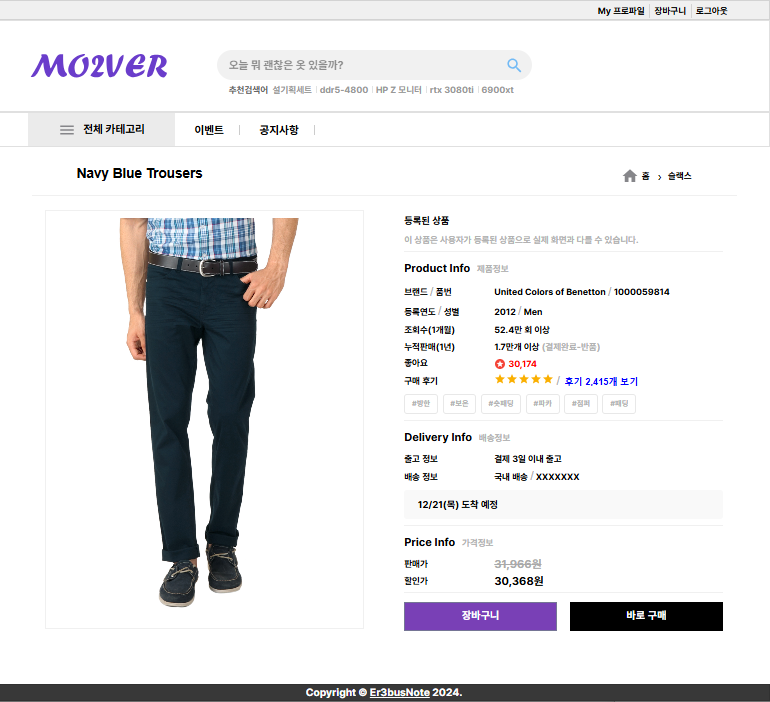 My 프로파일 장바구니 로그아웃
MO2VER
오늘 뭐 괜찮은 옷 있을까?
추천검색어 설기획세트 ddr5-4800 HP Z 모니터 rtx 3080ti 6900xt
전체 카테고리 이벤트 공지사항
Navy Blue Trousers
홈 › 슬랙스
등록된 상품
이 상품은 사용자가 등록된 상품으로 실제 화면과 다를 수 있습니다.
Product Info 제품정보
브랜드 / 품번 United Colors of Benetton / 1000059814
등록연도 / 성별 2012 / Men
조회수(1개월) 52.4만 회 이상
누적판매(1년) 1.7만개 이상 (결제완료-반품)
좋아요 30,174
구매 후기 / 후기 2,415개 보기
#방한 #보온 #숏패딩 #파카 #점퍼 #패딩
Delivery Info 배송정보
출고 정보 결제 3일 이내 출고
배송 정보 국내 배송 / XXXXXXX
12/21(목) 도착 예정
Price Info 가격정보
판매가 31,966원
할인가 30,368원
장바구니 바로 구매
Copyright © Er3busNote 2024.